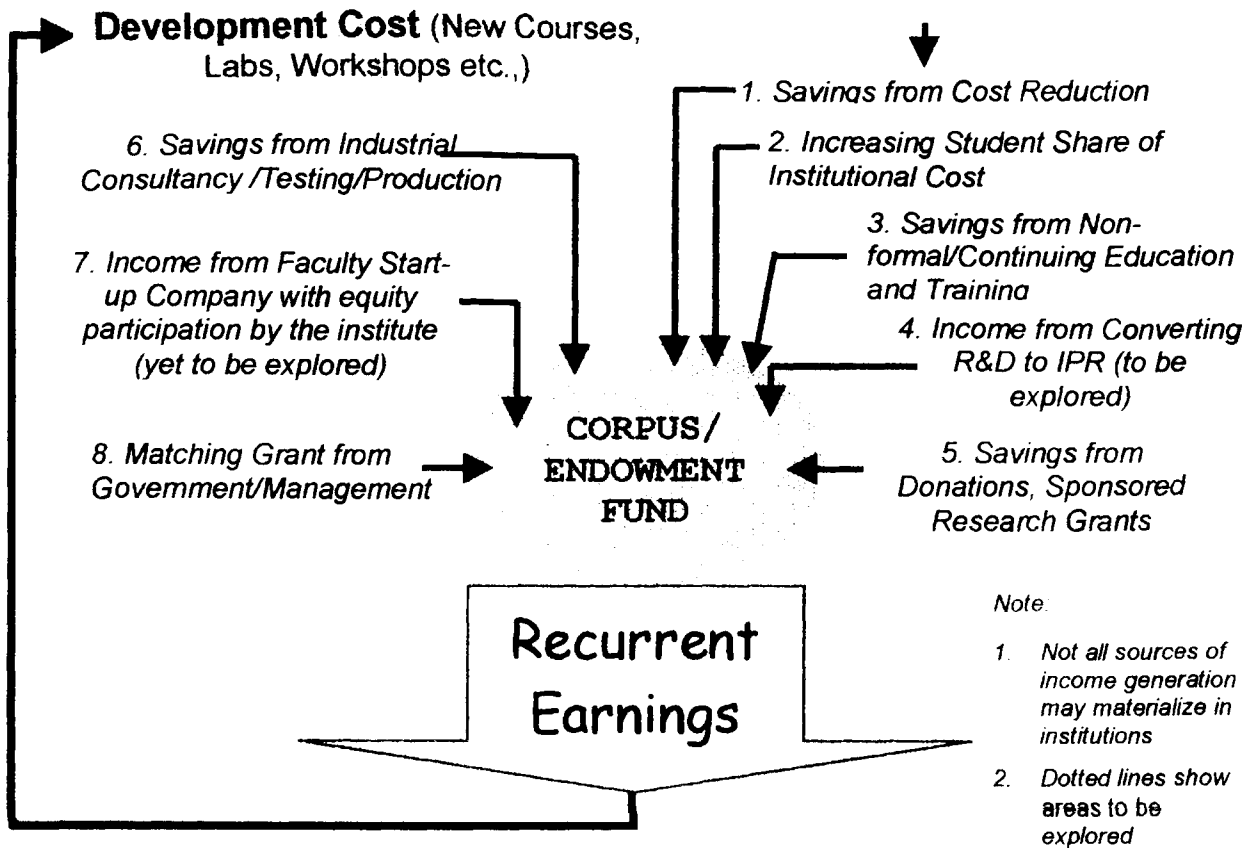 Development Cost (New Courses,
Labs, Workshops etc.,)
1. Savings from Cost Reduction
2. Increasing Student Share of
Institutional Cost
3. Savings from Non-
formal/Continuing Education
and Training
4. Income from Converting
R&D to IPR (to be
explored)
5. Savings from
Donations, Sponsored
Research Grants
6. Savings from Industrial
Consultancy /Testing/Production
7. Income from Faculty Start-
up Company with equity
participation by the institute
(yet to be explored)
8. Matching Grant from
Government/Management
CORPUS/
ENDOWMENT
FUND
Recurrent
Earnings
Note:
1. Not all sources of
income generation
may materialize in
institutions
2. Dotted lines show
areas to be
explored